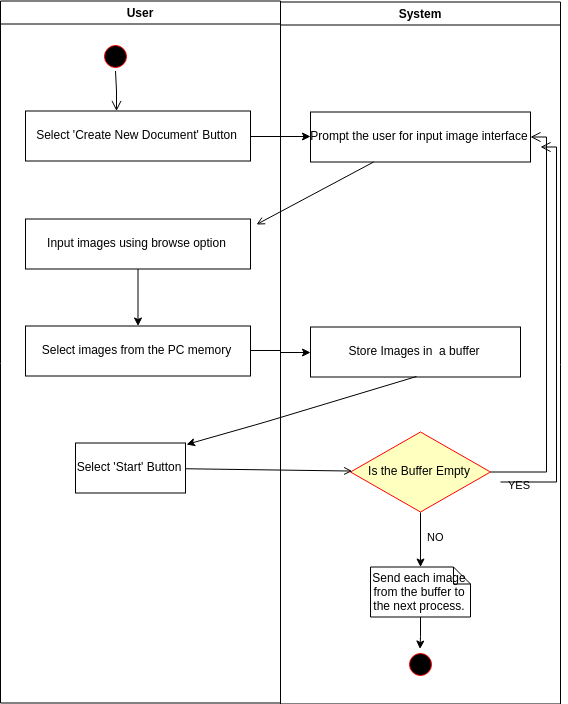 User
System
Select 'Create New Document' Button
Prompt the user for input image interface
Input images using browse option
Select images from the PC memory
Store Images in  a buffer
Select 'Start' Button
Is the Buffer Empty
YES
NO
Send each image
from the buffer to
the next process.